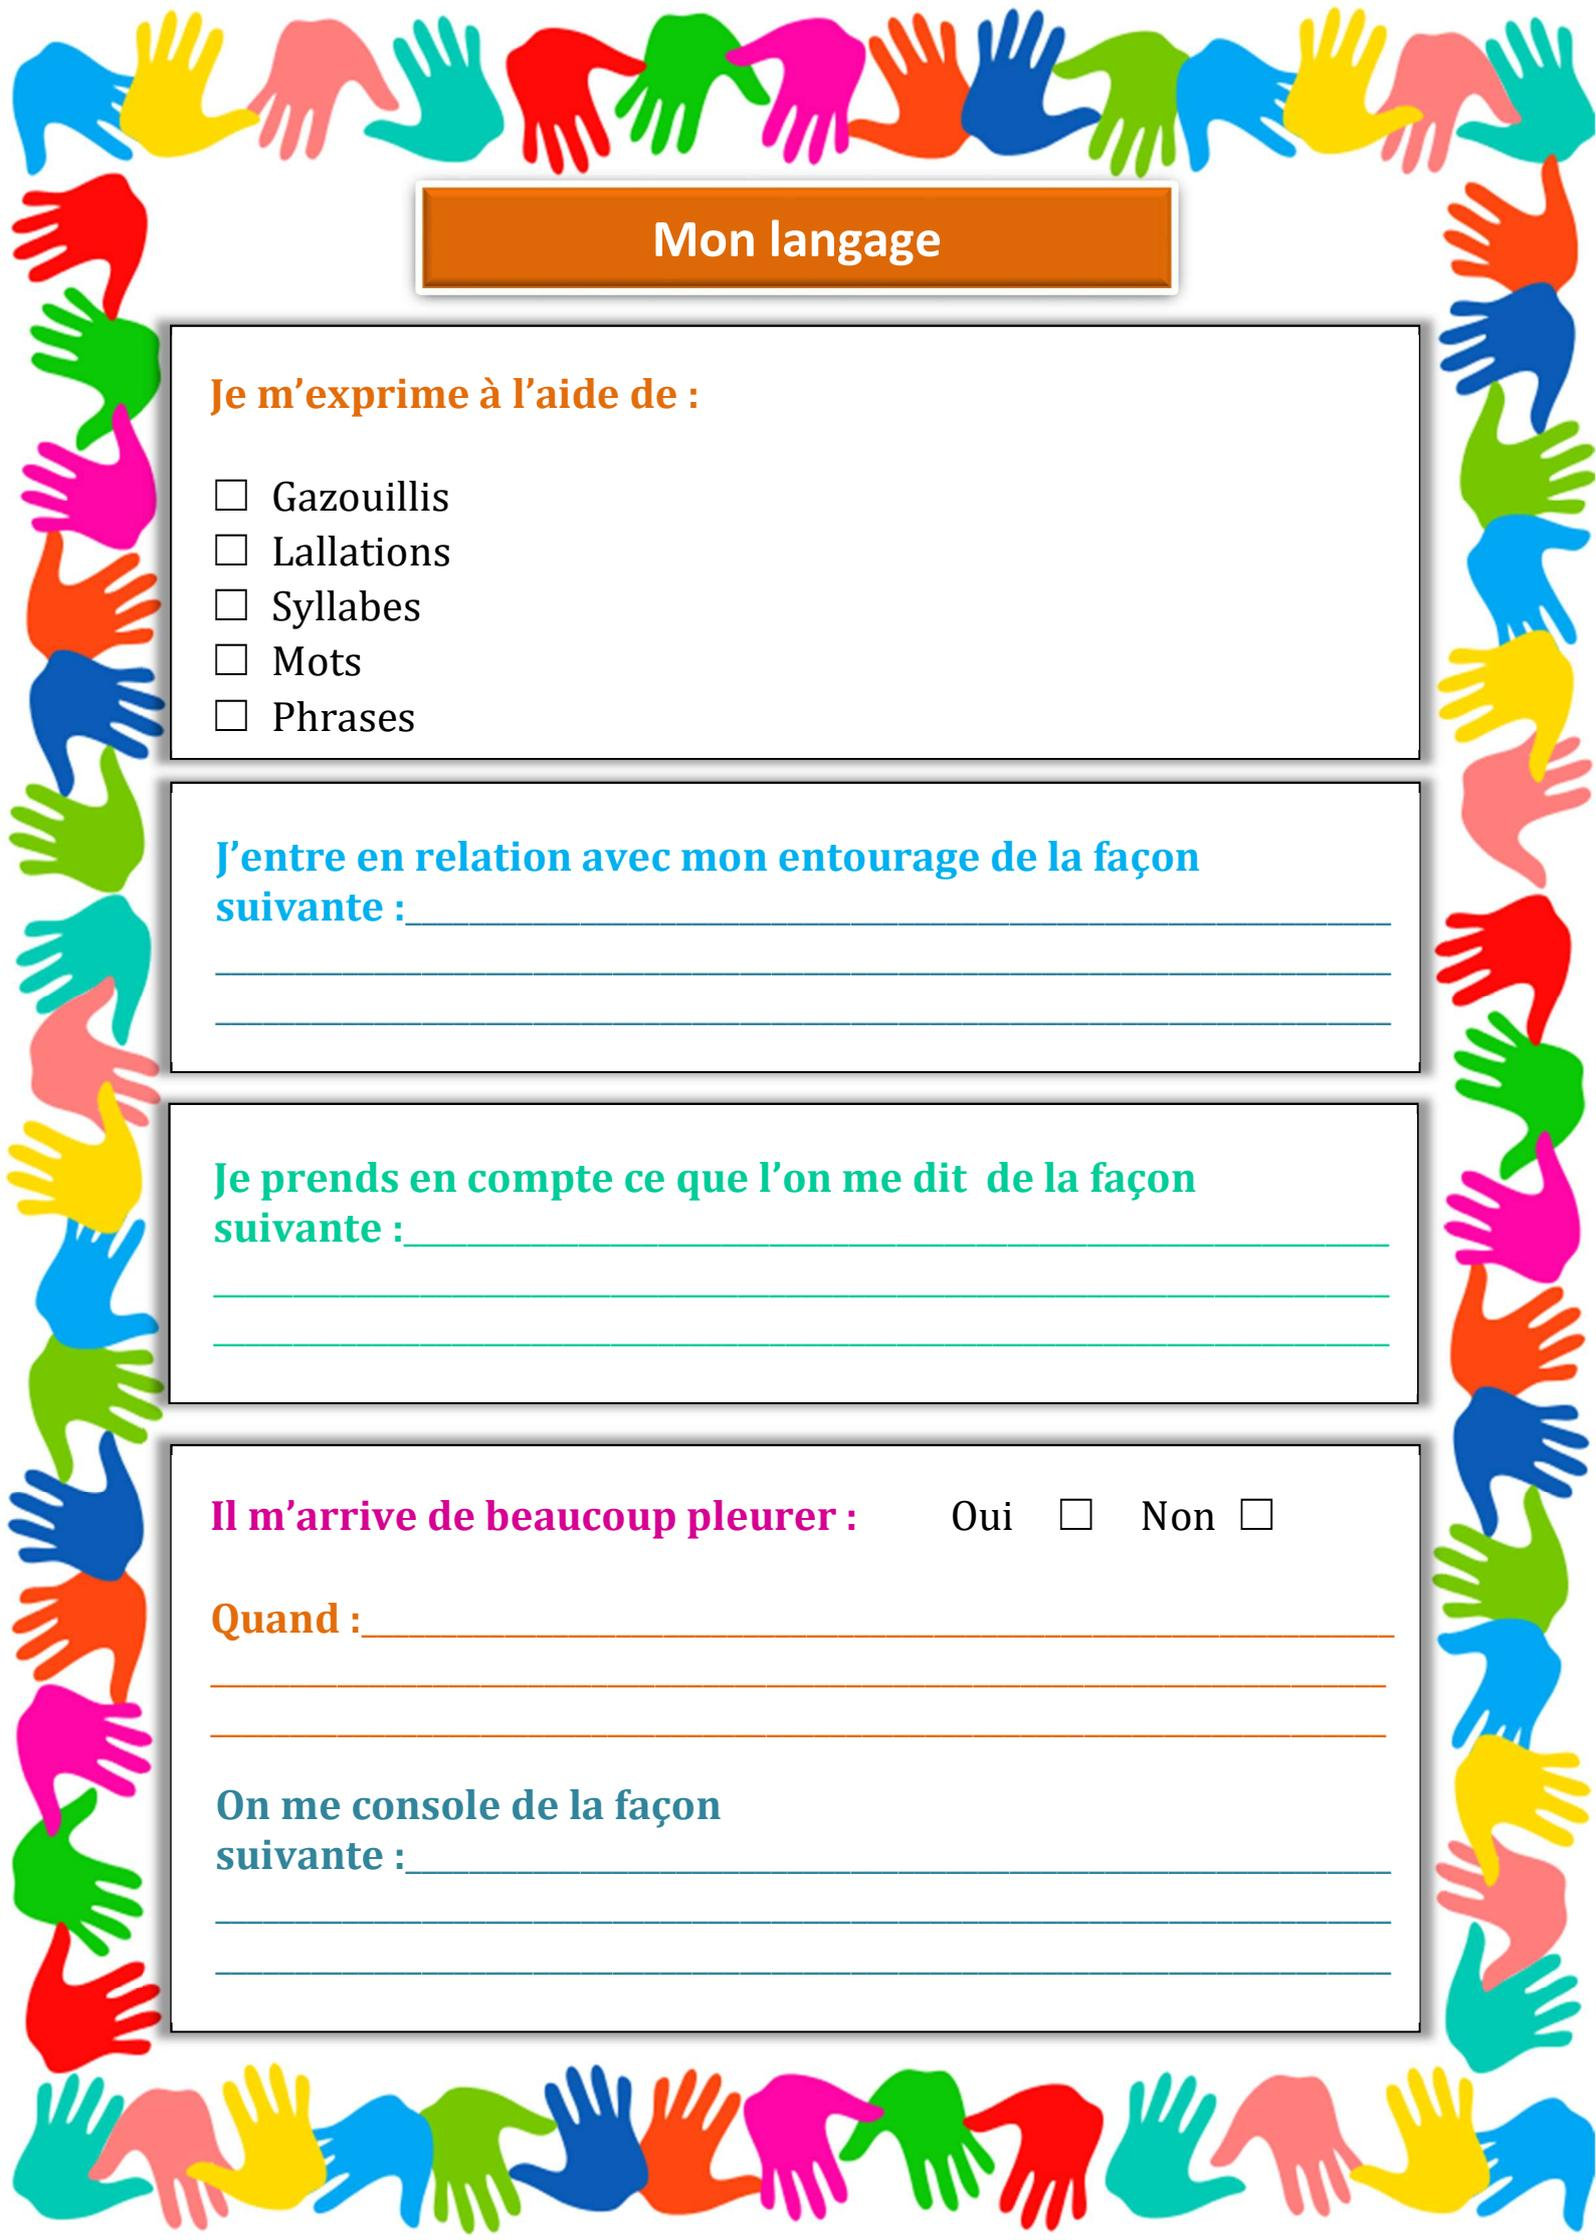 Mon langage
Je m’exprime à l’aide de :
☐ Gazouillis
☐ Lallations
☐ Syllabes
☐ Mots
☐ Phrases
J’entre en relation avec mon entourage de la façon
suivante :
Je prends en compte ce que l’on me dit  de la façon
suivante :
Il m’arrive de beaucoup pleurer : Oui ☐ Non ☐
Quand :
On me console de la façon
suivante :